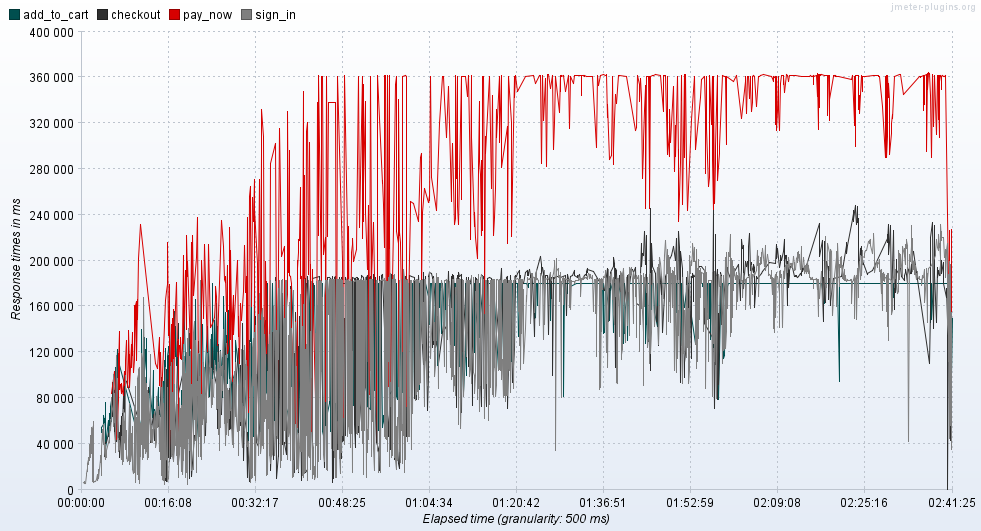 jmeter-plugins.org
add_to_cart checkout pay_now sign_in
400 000
360 000
320 000
280 000
240 000
200 000
160 000
120 000
80 000
40 000
0
Response times in ms
00:00:00 00:16:08 00:32:17 00:48:25 01:04:34 01:20:42 01:36:51 01:52:59 02:09:08 02:25:16 02:41:25
Elapsed time (granularity: 500 ms)